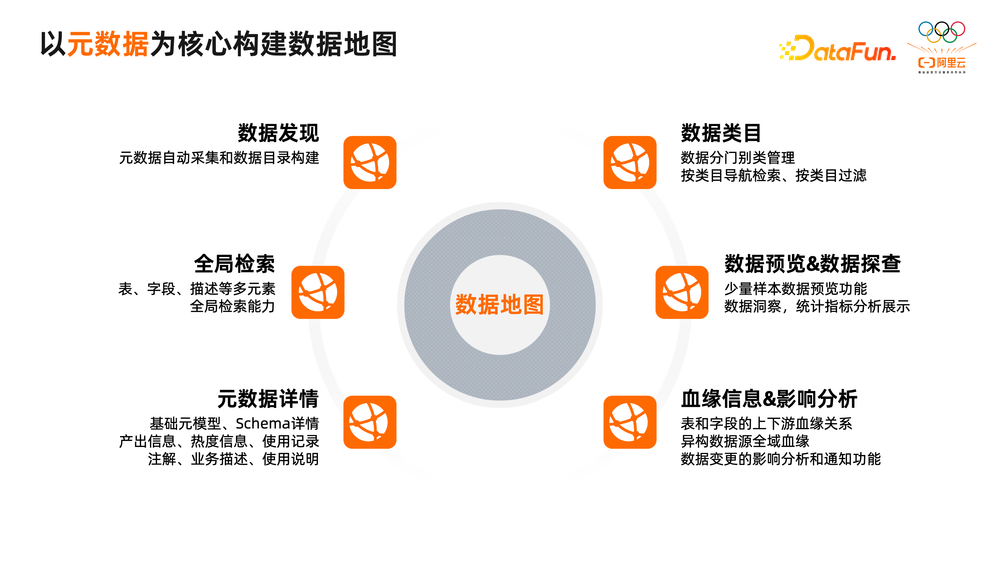 以元数据为核心构建数据地图
DataFun.
阿里云
数据发现
元数据自动采集和数据目录构建
全局检索
表、字段、描述等多元素
全局检索能力
元数据详情
基础元模型、Schema详情
产出信息、热度信息、使用记录
注解、业务描述、使用说明
数据地图
数据类目
数据分门别类管理
按类目导航检索、按类目过滤
数据预览&数据探查
少量样本数据预览功能
数据洞察，统计指标分析展示
血缘信息&影响分析
表和字段的上下游血缘关系
异构数据源全域血缘
数据变更的影响分析和通知功能